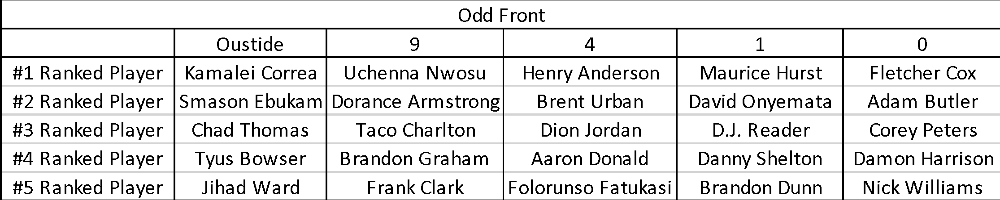 Odd Front
Oustide 9 4 1 0
#1 Ranked Player Kamalei Correa Uchenna Nwosu Henry Anderson Maurice Hurst Fletcher Cox
#2 Ranked Player Smason Ebukam Dorance Armstrong Brent Urban David Onyemata Adam Butler
#3 Ranked Player Chad Thomas Taco Charlton Dion Jordan D.J. Reader Corey Peters
#4 Ranked Player Tyus Bowser Brandon Graham Aaron Donald Danny Shelton Damon Harrison
#5 Ranked Player Jihad Ward Frank Clark Folorunso Fatukasi Brandon Dunn Nick Williams